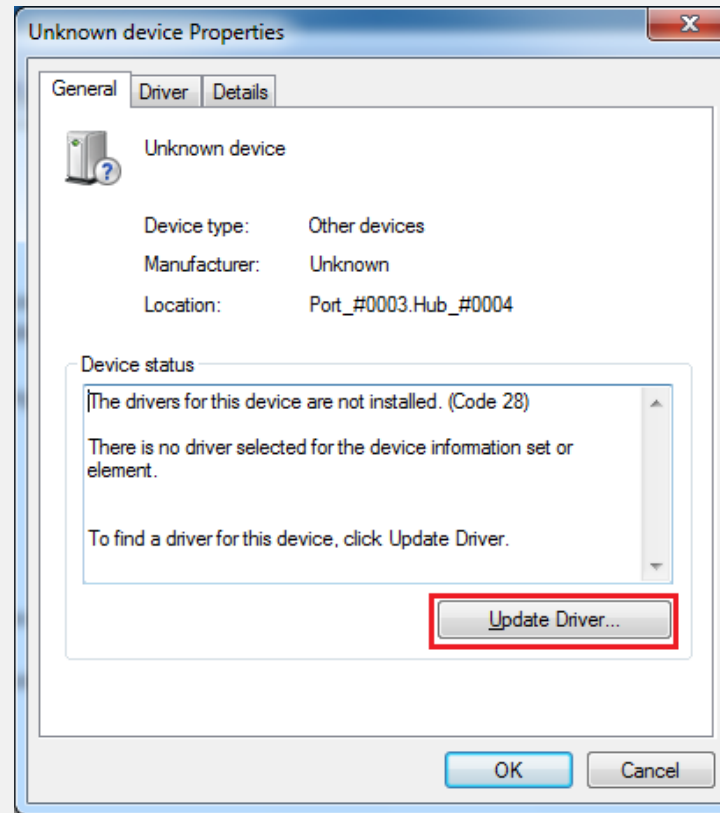 Unknown device Properties
General Driver Details
Unknown device
Device type: Other devices
Manufacturer: Unknown
Location: Port_#0003.Hub_#0004
Device status
The drivers for this device are not installed. (Code 28)
There is no driver selected for the device information set or
element.
To find a driver for this device, click Update Driver.
Update Driver...
OK Cancel